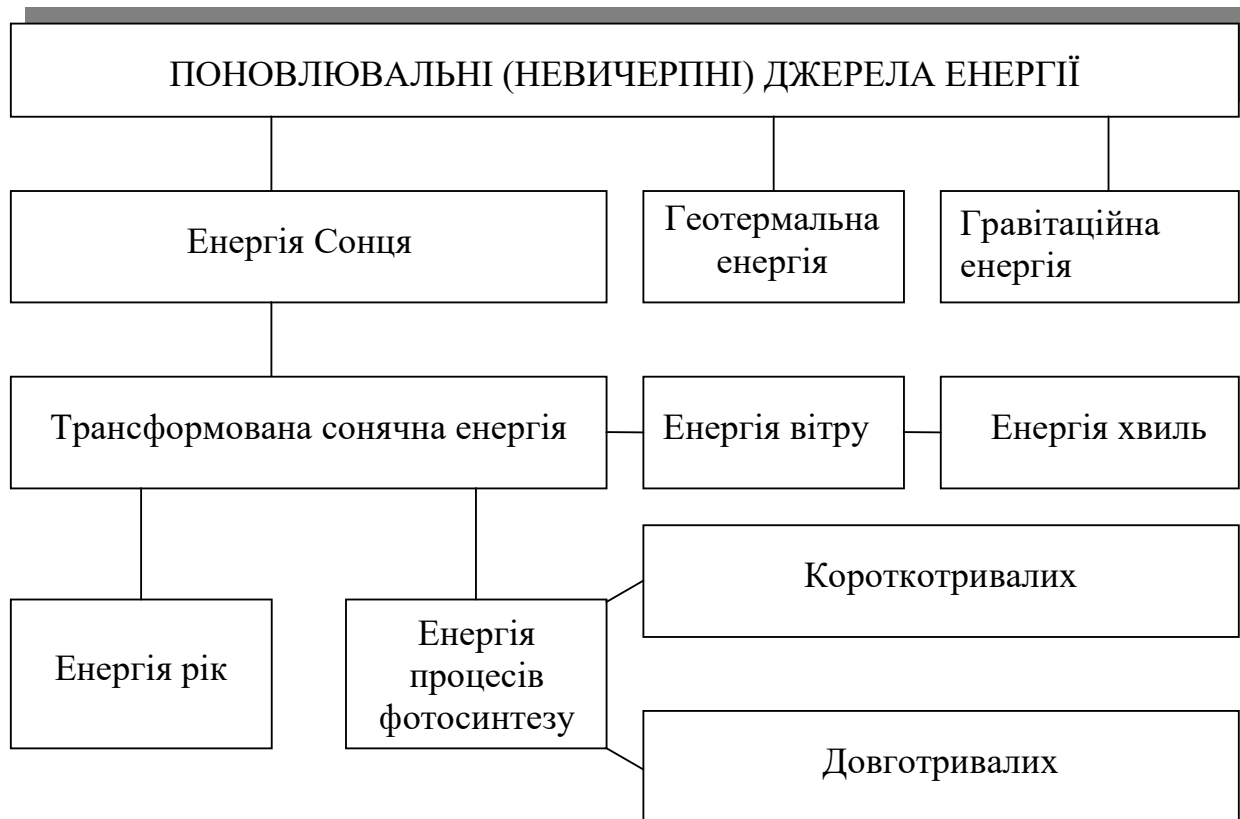 ПОНОВЛЮВАЛЬНІ (НЕВИЧЕРПНІ) ДЖЕРЕЛА ЕНЕРГІЇ
Енергія Сонця
Геотермальна
енергія
Гравітаційна
енергія
Трансформована сонячна енергія
Енергія вітру
Енергія хвиль
Енергія рік
Енергія
процесів
фотосинтезу
Короткотривалих
Довготривалих